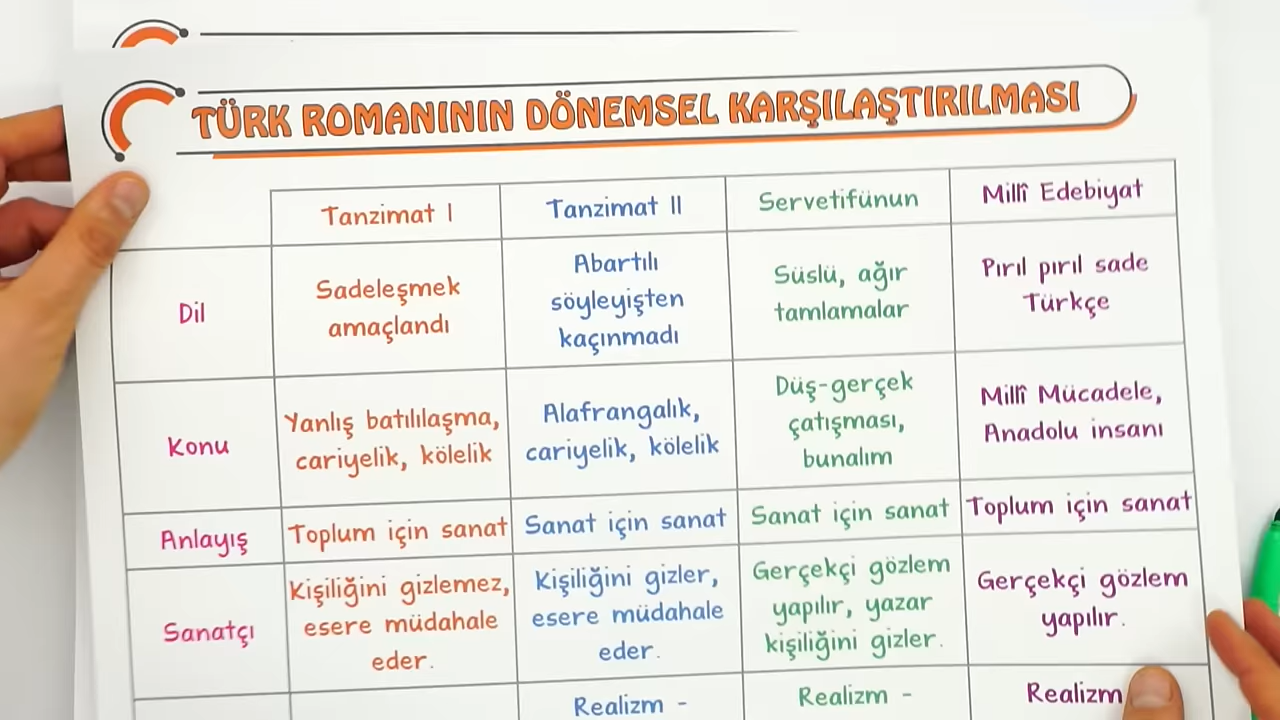 TÜRK ROMANININ DÖNEMSEL KARŞILAŞTIRILMASI
Tanzimat I
Tanzimat II
Servetifünun
Millî Edebiyat
Dil
Sadeleşmek
amaçlandı
Abartılı
söyleyişten
kaçınmadı
Süslü, ağır
tamlamalar
Pırıl pırıl sade
Türkçe
Konu
Yanlış batılılaşma,
cariyelik, kölelik
Alafrangalık,
cariyelik, kölelik
Düş-gerçek
çatışması,
bunalım
Millî Mücadele,
Anadolu insanı
Anlayış
Toplum için sanat
Sanat için sanat
Sanat için sanat
Toplum için sanat
Sanatçı
Kişiliğini gizlemez,
esere müdahale
eder.
Kişiliğini gizler,
esere müdahale
eder.
Gerçekçi gözlem
yapılır, yazar
kişiliğini gizler.
Gerçekçi gözlem
yapılır.
Realizm -
Realizm -
Realizm